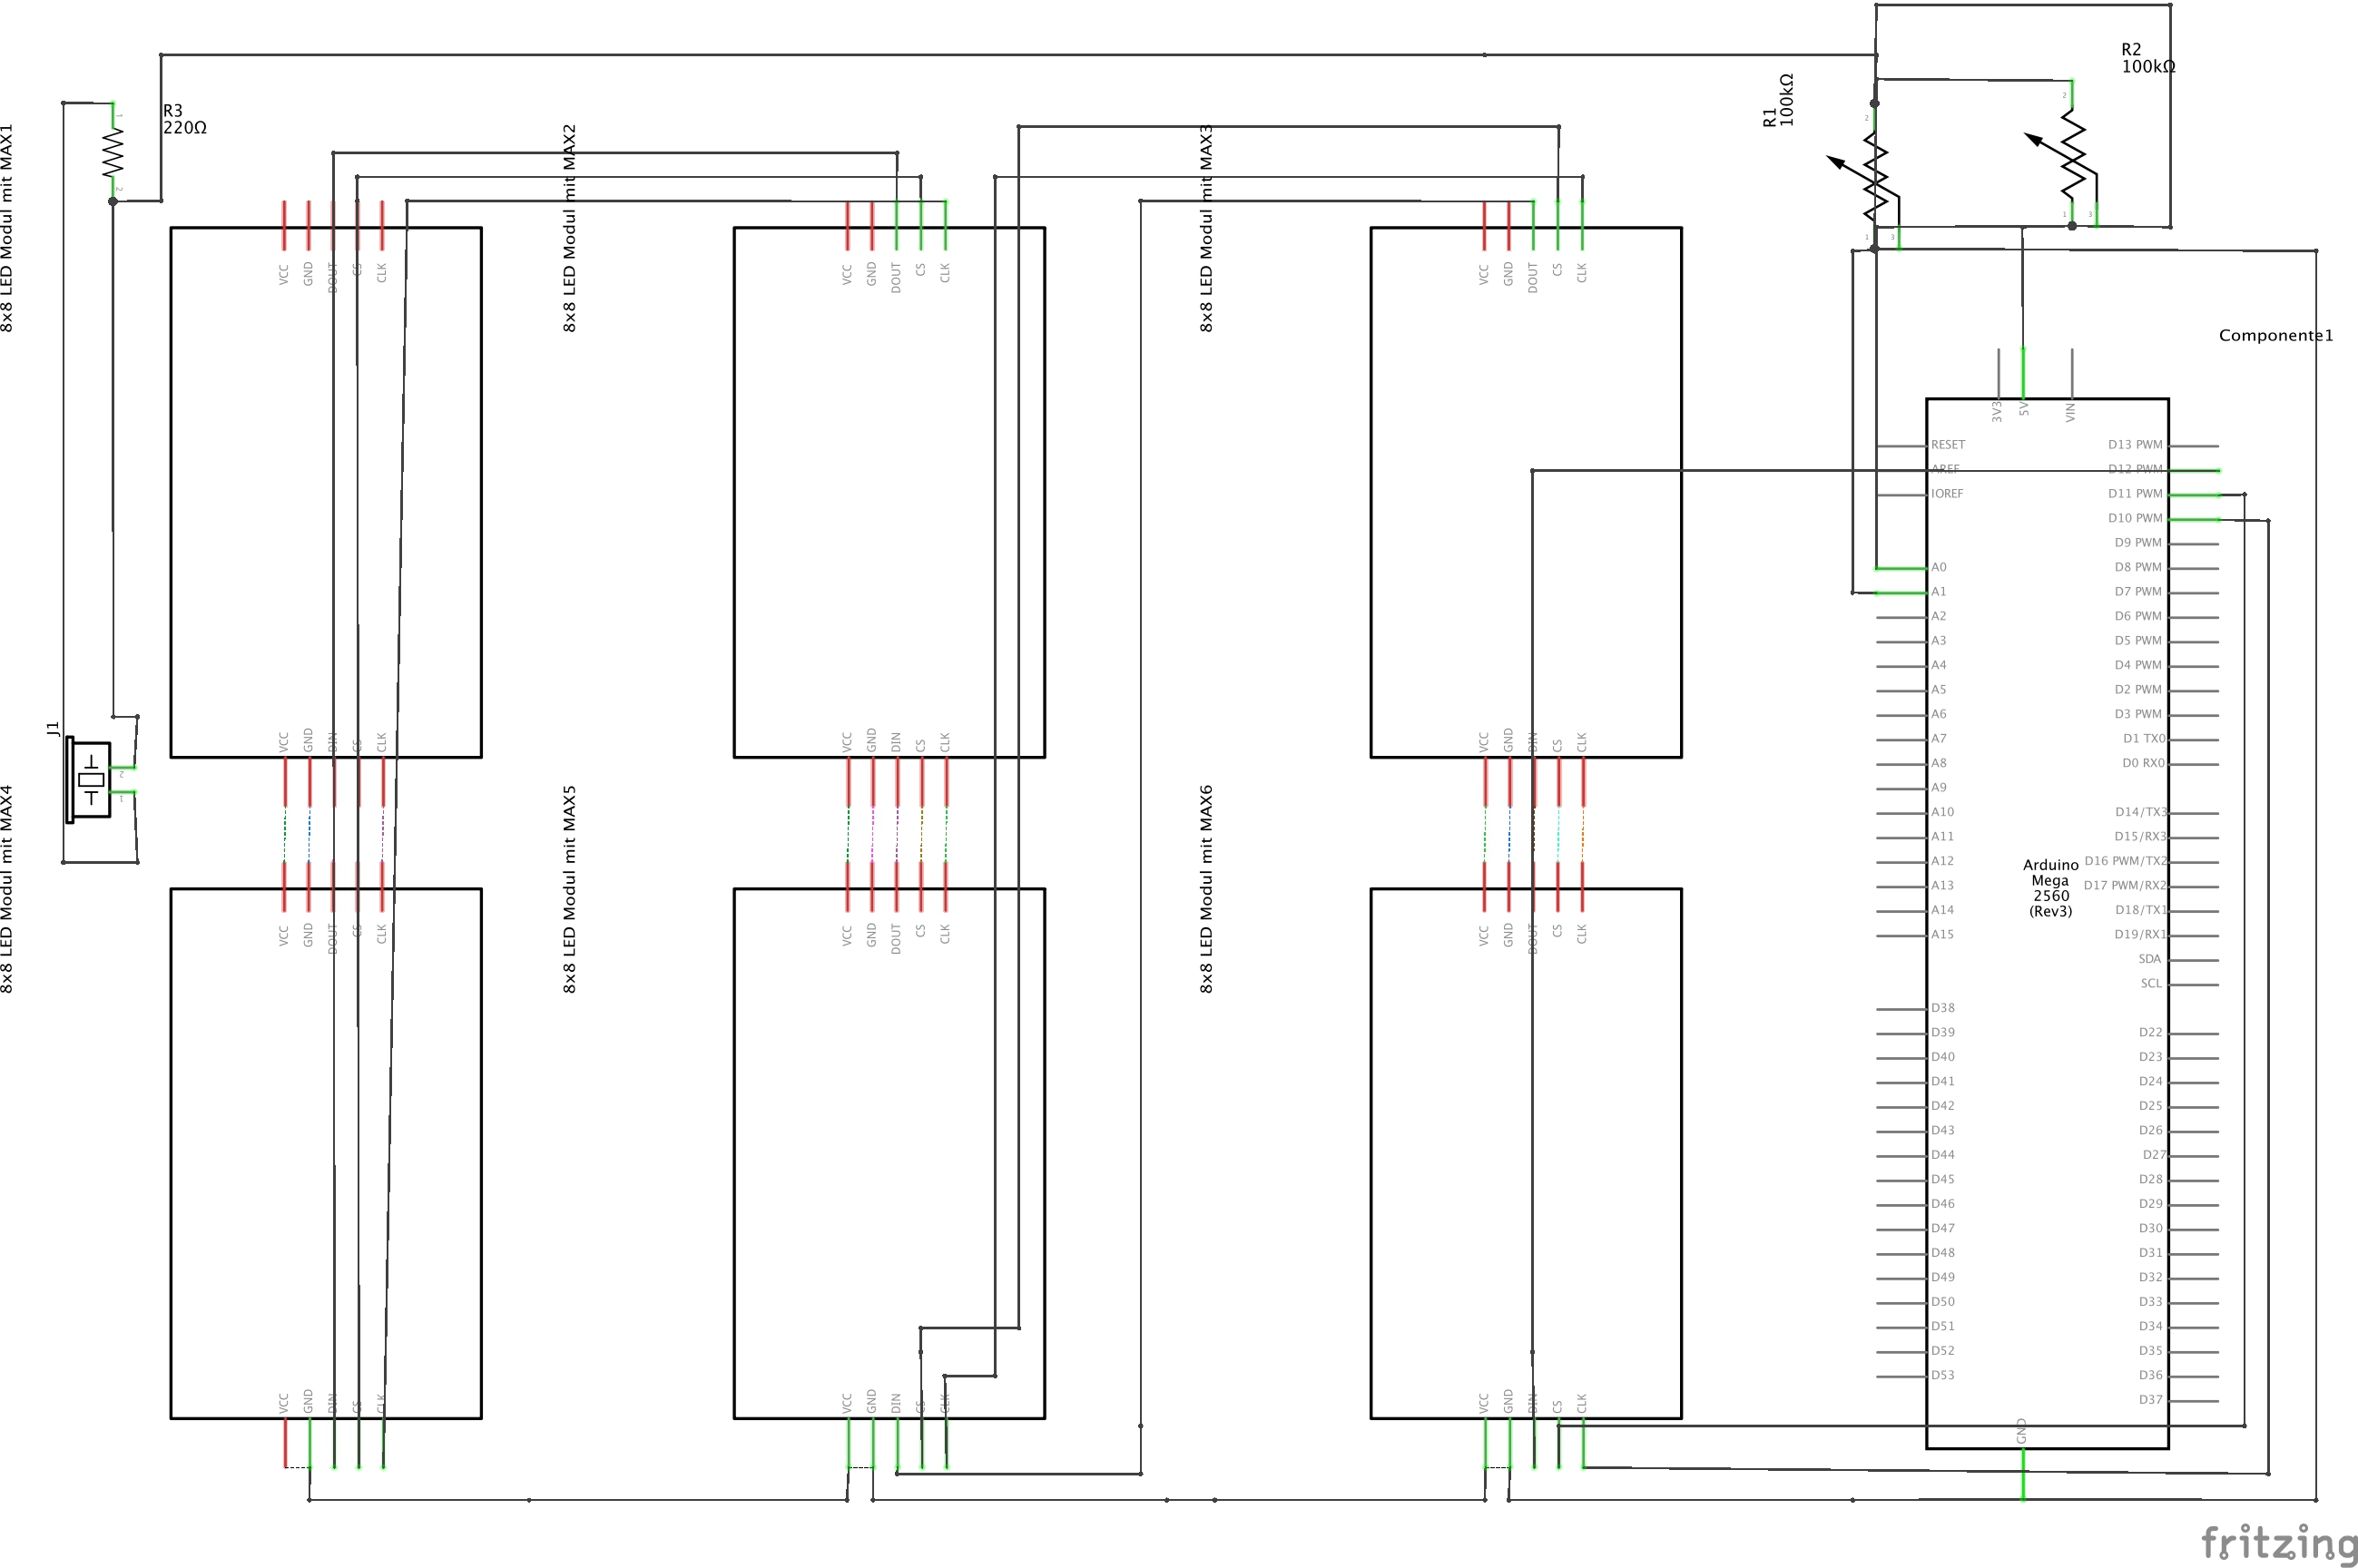 R3
220Ω
R1
100kΩ
R2
100kΩ
8x8 LED Modul mit MAX1
8x8 LED Modul mit MAX2
8x8 LED Modul mit MAX3
1
2
2
1
3
2
1
3
VCC
GND
DOUT
CS
CLK
VCC
GND
DOUT
CS
CLK
VCC
GND
DOUT
CS
CLK
VCC
GND
DIN
CS
CLK
VCC
GND
DIN
CS
CLK
VCC
GND
DIN
CS
CLK
J1
2
1
8x8 LED Modul mit MAX4
8x8 LED Modul mit MAX5
8x8 LED Modul mit MAX6
VCC
GND
DOUT
CS
CLK
VCC
GND
DOUT
CS
CLK
VCC
GND
DOUT
CS
CLK
VCC
GND
DIN
CS
CLK
VCC
GND
DIN
CS
CLK
VCC
GND
DIN
CS
CLK
Componente1
3V3
5V
VIN
RESET
AREF
IOREF
A0
A1
A2
A3
A4
A5
A6
A7
A8
A9
A10
A11
A12
A13
A14
A15
D38
D39
D40
D41
D42
D43
D44
D45
D46
D47
D48
D49
D50
D51
D52
D53
Arduino
Mega
2560
(Rev3)
D13 PWM
D12 PWM
D11 PWM
D10 PWM
D9 PWM
D8 PWM
D7 PWM
D6 PWM
D5 PWM
D4 PWM
D2 PWM
D3 PWM
D1 TX0
D0 RX0
D14/TX3
D15/RX3
D16 PWM/TX2
D17 PWM/RX2
D18/TX1
D19/RX1
SDA
SCL
D22
D23
D24
D25
D26
D27
D28
D29
D30
D31
D32
D33
D34
D35
D36
D37
GND
fritzing